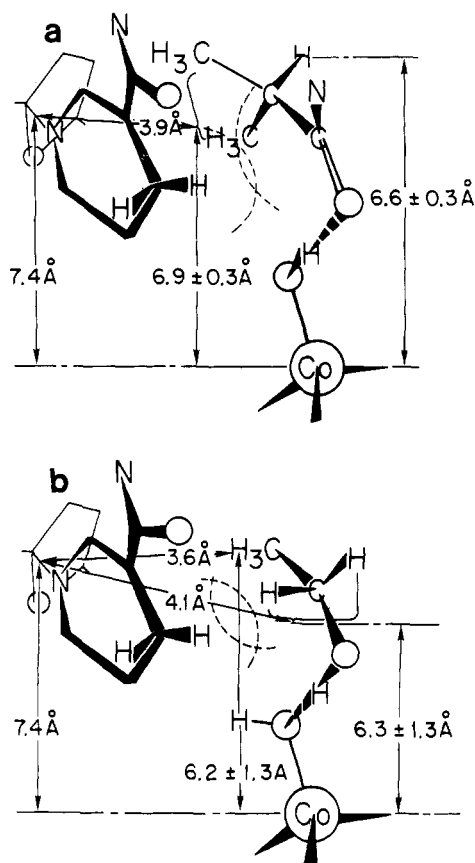 a
N
H₃C
H
N
N
3.9Å
H₃C
H
H
6.6 ± 0.3Å
H
7.4Å
6.9 ± 0.3Å
Co
b
N
3.6Å
H₃C
H
N
4.1Å
H
H
H
H
7.4Å
H
6.3 ± 1.3Å
6.2 ± 1.3A
Co